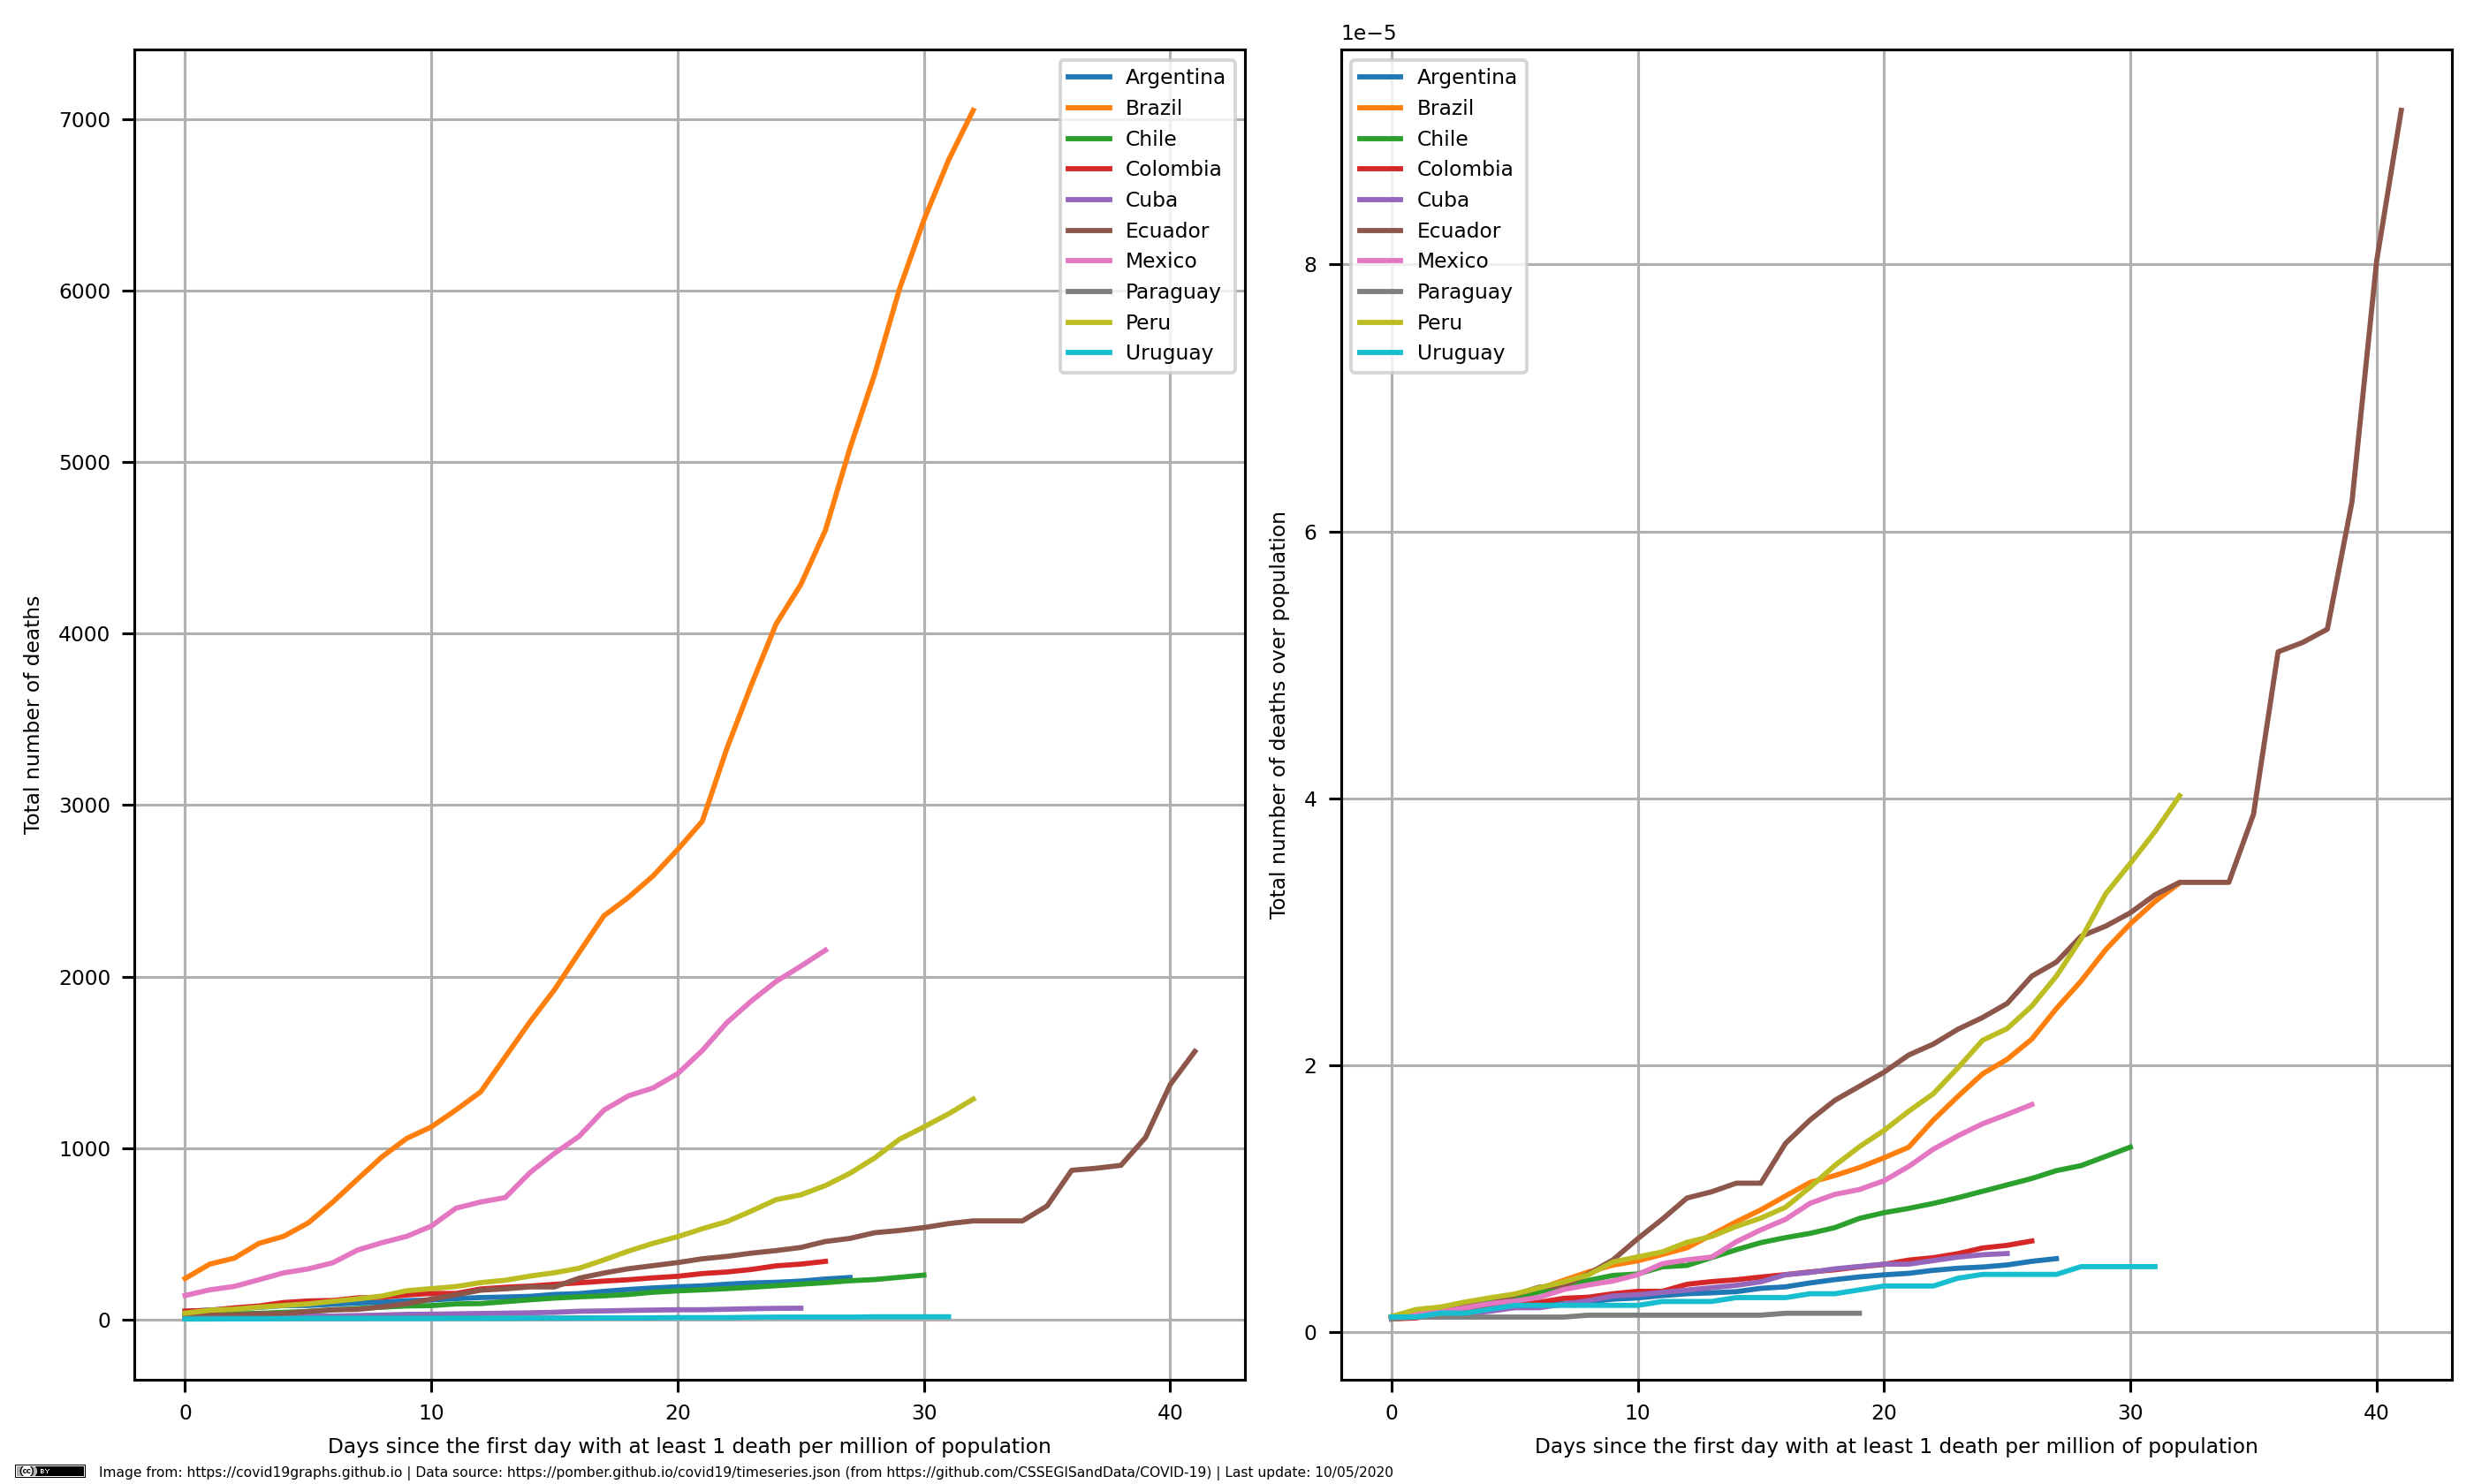 7000
6000
5000
4000
3000
2000
1000
0
Total number of deaths
0 10 20 30 40
Days since the first day with at least 1 death per million of population
Argentina
Brazil
Chile
Colombia
Cuba
Ecuador
Mexico
Paraguay
Peru
Uruguay
1e−5
8
6
4
2
0
Total number of deaths over population
0 10 20 30 40
Days since the first day with at least 1 death per million of population
Argentina
Brazil
Chile
Colombia
Cuba
Ecuador
Mexico
Paraguay
Peru
Uruguay
(cc) BY
Image from: https://covid19graphs.github.io | Data source: https://pomber.github.io/covid19/timeseries.json (from https://github.com/CSSEGISandData/COVID-19) | Last update: 10/05/2020